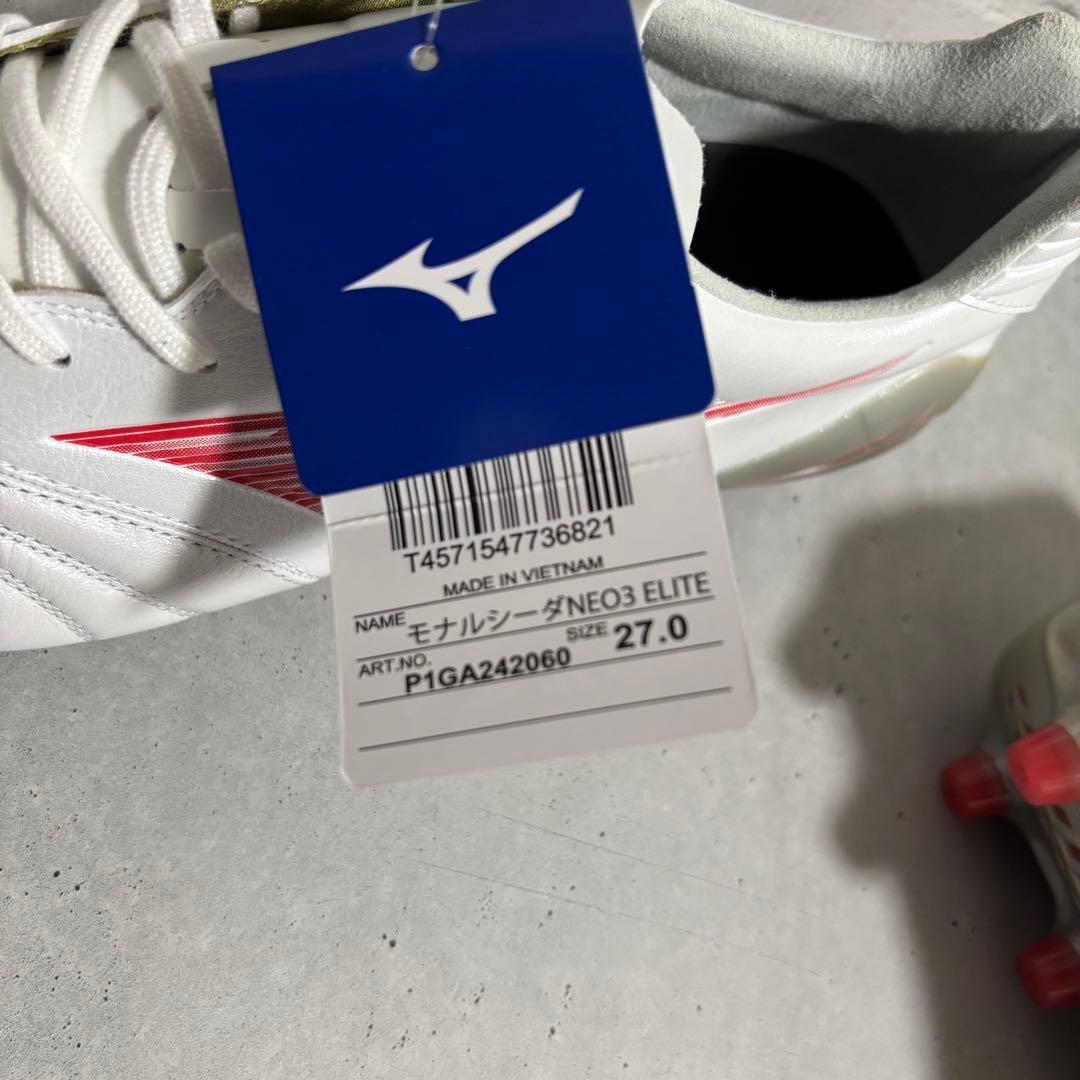 T4571547736821
MADE IN VIETNAM
NAME モナルシーダNEO3 ELITE
SIZE 27.0
ART.NO. P1GA242060